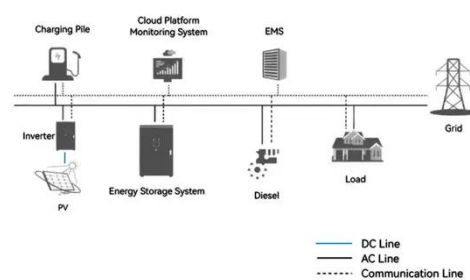 Charging Pile
Cloud Platform
Monitoring System
EMS
Grid
Inverter
PV
Energy Storage System
Diesel
Load
DC Line
AC Line
Communication Line